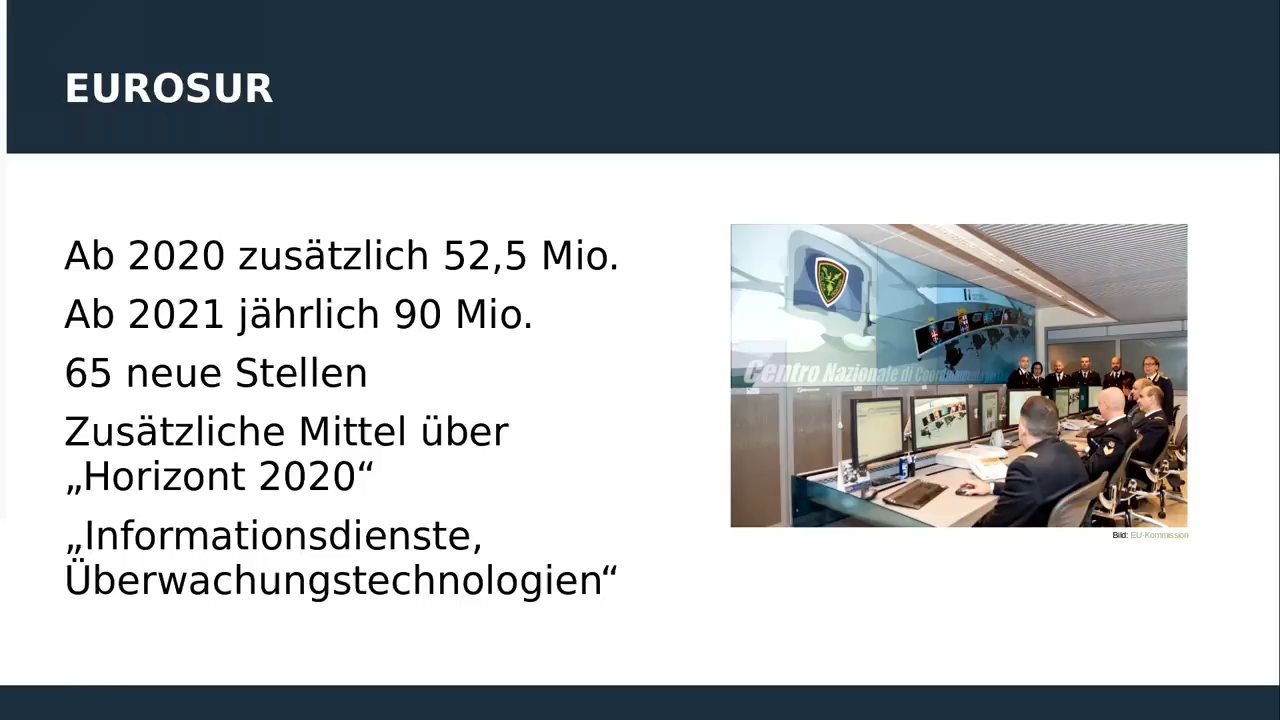 EUROSUR
Ab 2020 zusätzlich 52,5 Mio.
Ab 2021 jährlich 90 Mio.
65 neue Stellen
Zusätzliche Mittel über
„Horizont 2020“
„Informationsdienste,
Überwachungstechnologien“
Centro Nazionale di
Bild: EU-Kommission